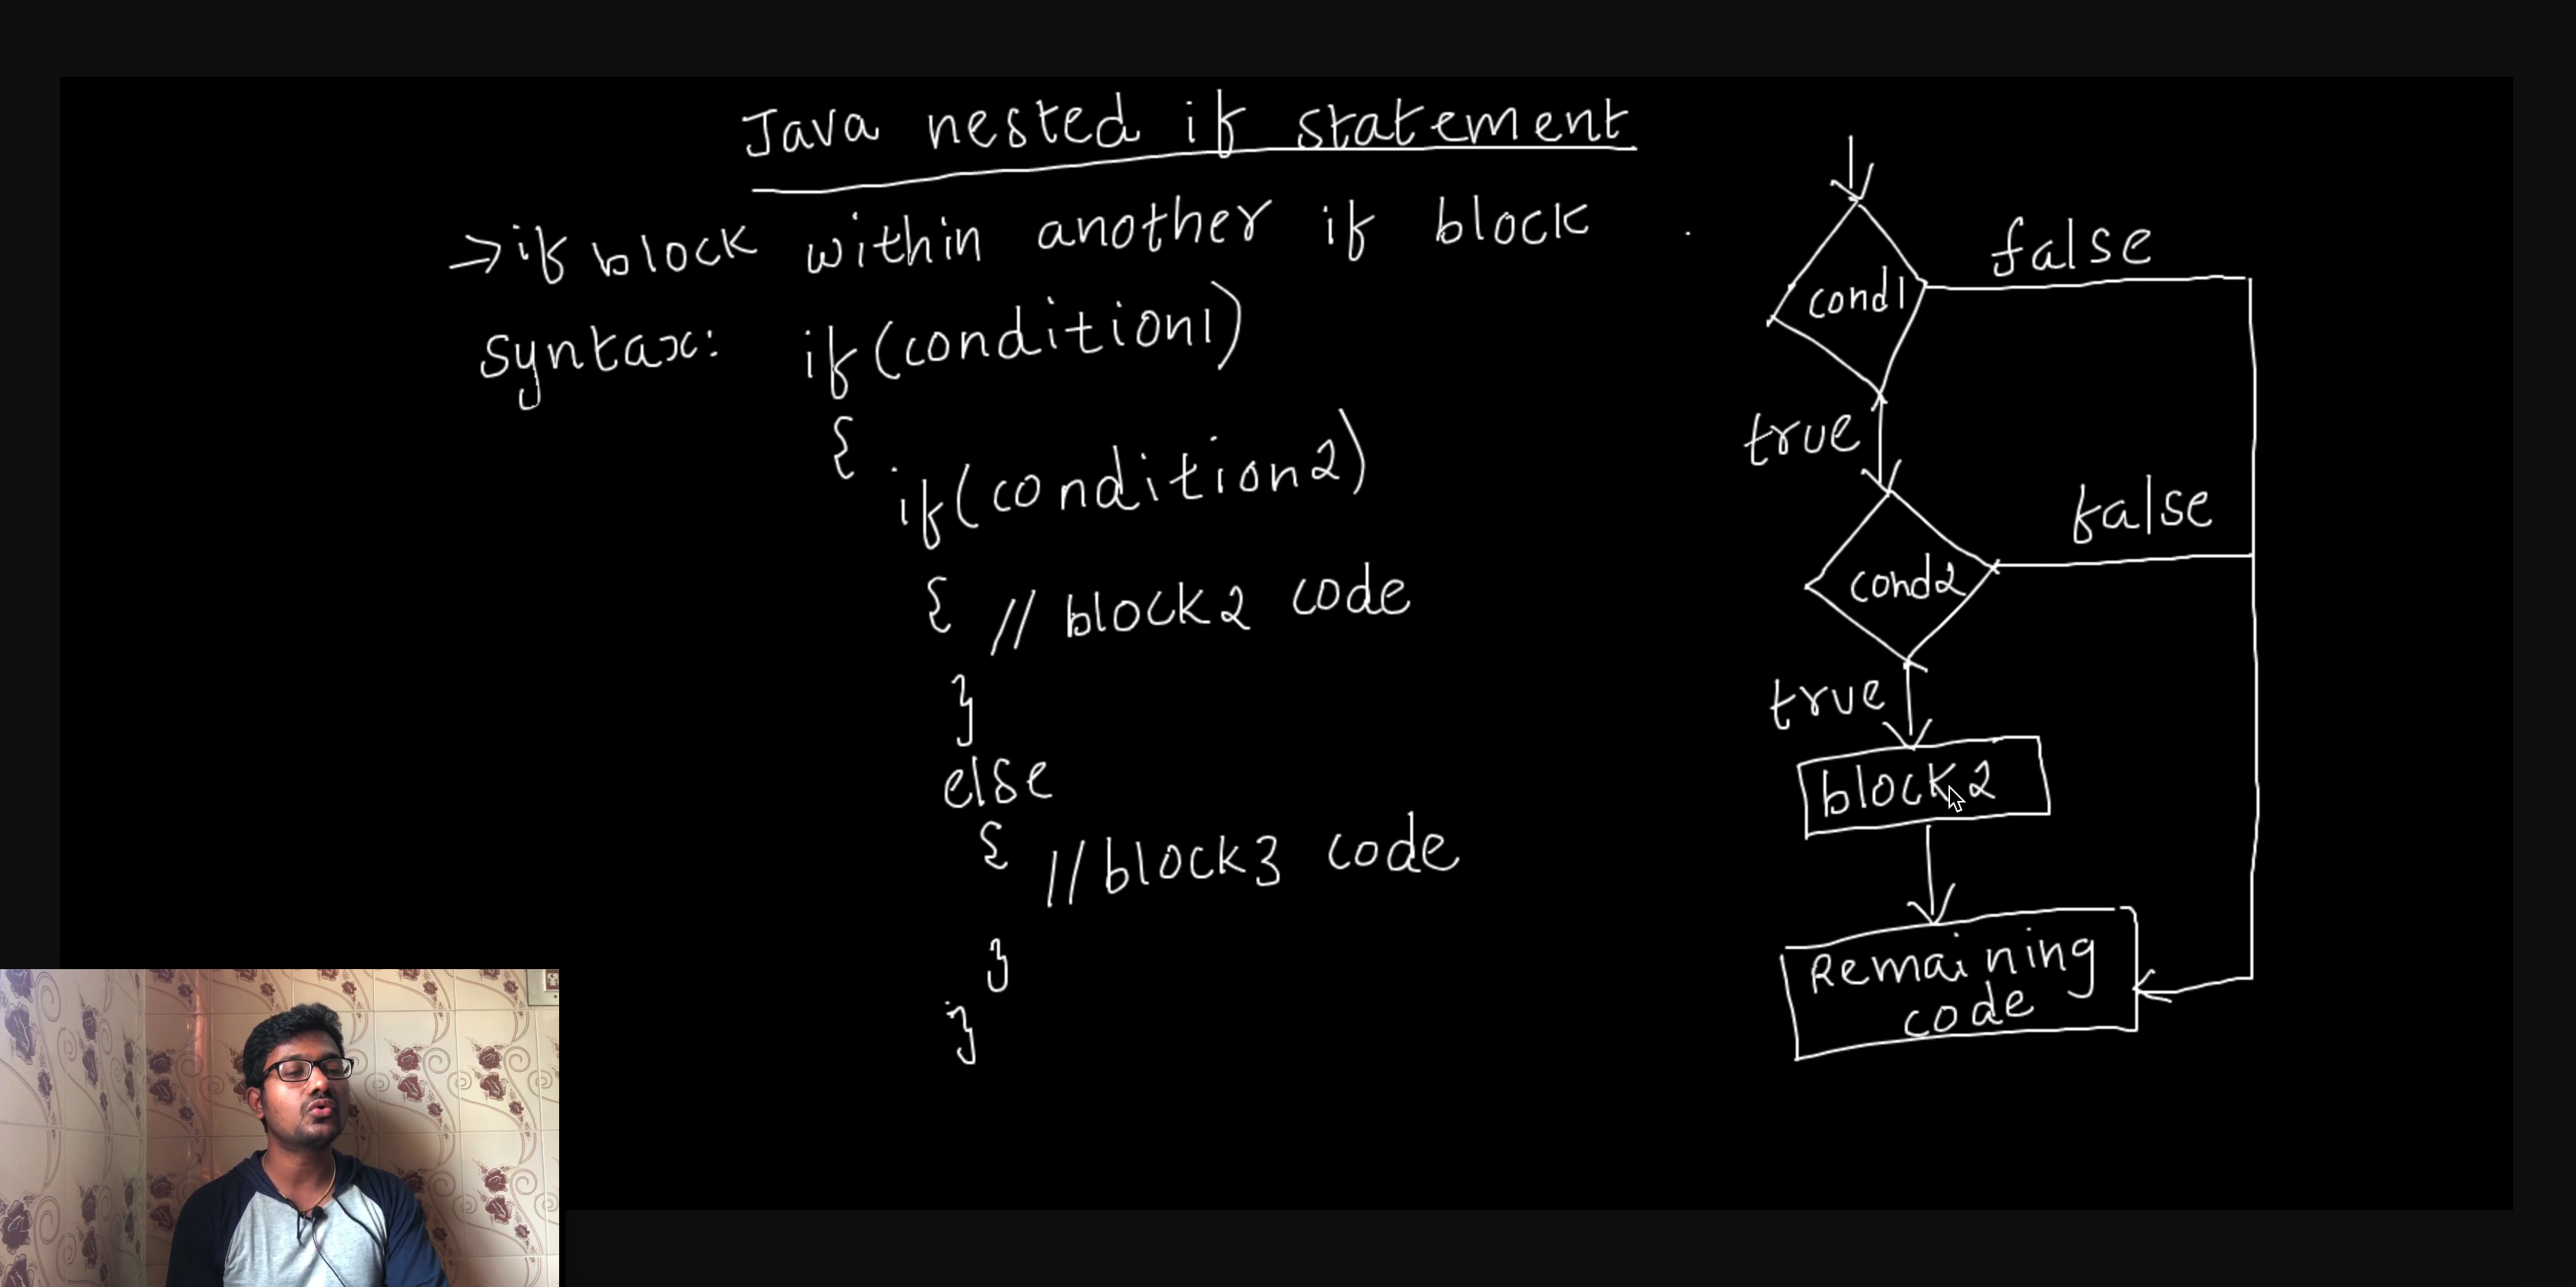 Java nested if statement
→ if block within another if block
syntax: if(condition1)
{
if(condition2)
{ // block2 code
}
else
{ //block3 code
}
}
cond1
false
true
cond2
false
true
block2
Remaining
code